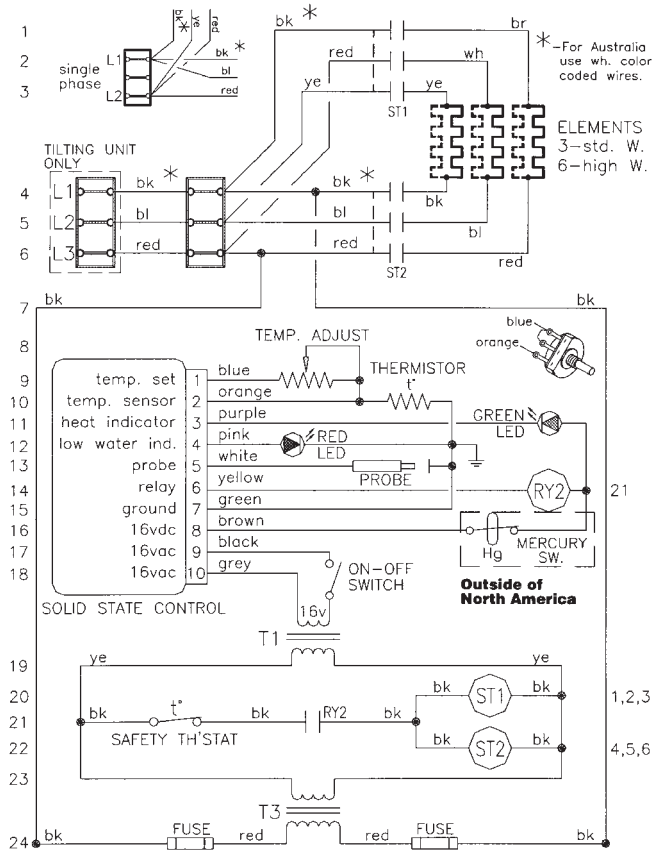 bk * ye red
1 bk * br
2 L1 bk * red wh * -For Australia
single phase bl use wh. color
3 L2 red ye ye coded wires.
ST1
ELEMENTS
3-std. W.
6-high W.
TILTING UNIT
ONLY
4 L1 bk * bk * bk
5 L2 bl bl bl
6 L3 red red red
ST2
7 bk bk
8 TEMP. ADJUST
blue
orange
THERMISTOR
t°
9 temp. set 1 blue
10 temp. sensor 2 orange
11 heat indicator 3 purple GREEN LED
12 low water ind. 4 pink RED LED
13 probe 5 white PROBE
14 relay 6 yellow RY2 21
15 ground 7 green
16 16vdc 8 brown Hg MERCURY SW.
17 16vac 9 black
18 16vac 10 grey ON-OFF SWITCH
Outside of
North America
SOLID STATE CONTROL
16v
T1
19 ye ye
20 bk ST1 bk 1,2,3
21 bk t° bk RY2 bk
SAFETY TH'STAT
22 bk ST2 bk 4,5,6
23
T3
24 bk FUSE red red FUSE bk